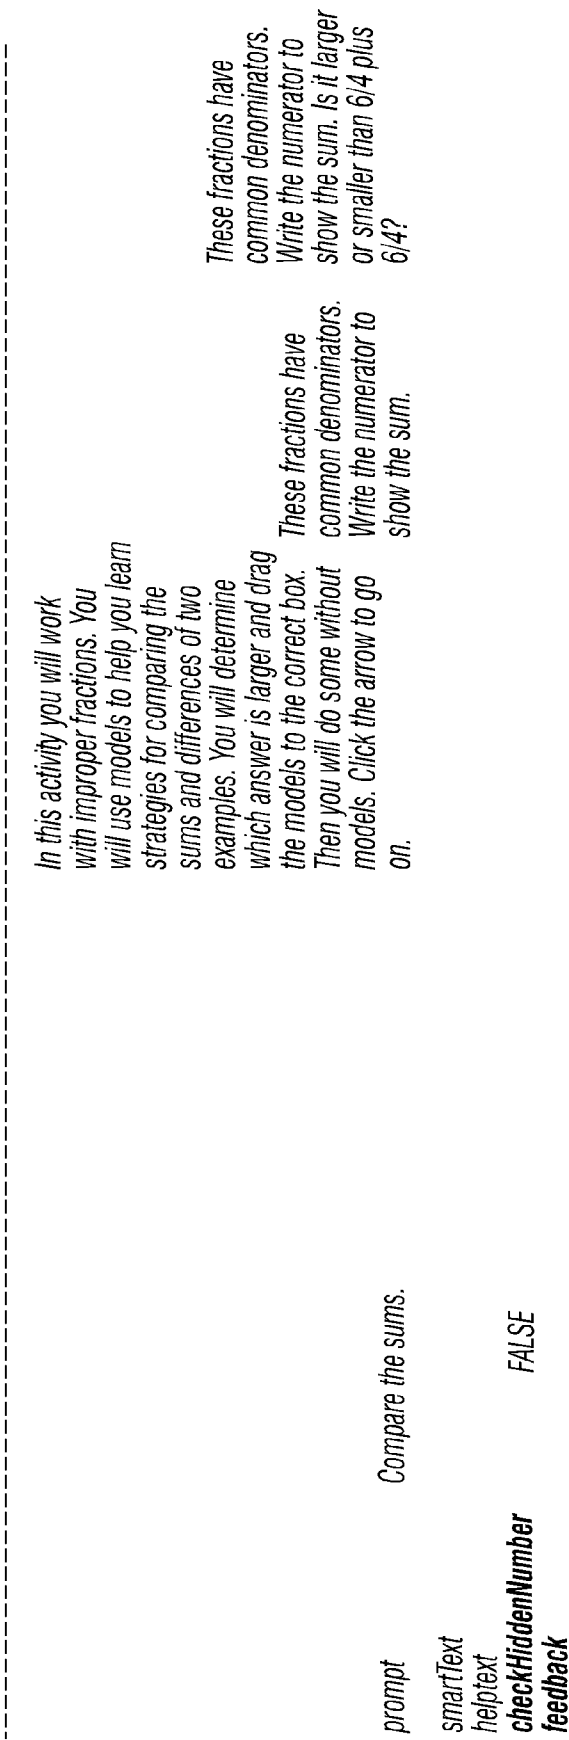 prompt
Compare the sums.
In this activity you will work
with improper fractions. You
will use models to help you learn
strategies for comparing the
sums and differences of two
examples. You will determine
which answer is larger and drag
the models to the correct box.
Then you will do some without
models. Click the arrow to go
on.
These fractions have
common denominators.
Write the numerator to
show the sum.
These fractions have
common denominators.
Write the numerator to
show the sum. Is it larger
or smaller than 6/4 plus
6/4?
smartText
helptext
checkHiddenNumber
FALSE
feedback